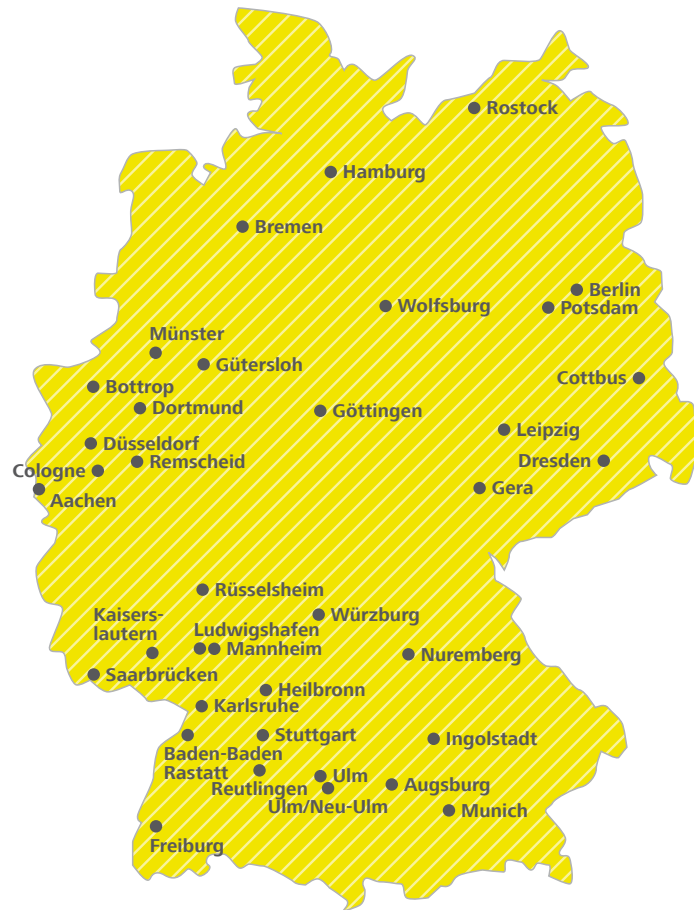 Rostock
Hamburg
Bremen
Berlin
Wolfsburg
Potsdam
Münster
Gütersloh
Cottbus
Bottrop
Dortmund
Göttingen
Leipzig
Düsseldorf
Remscheid
Dresden
Cologne
Aachen
Gera
Rüsselsheim
Kaisers-
lautern
Würzburg
Ludwigshafen
Mannheim
Nuremberg
Saarbrücken
Heilbronn
Karlsruhe
Stuttgart
Ingolstadt
Baden-Baden
Rastatt
Ulm
Reutlingen
Augsburg
Ulm/Neu-Ulm
Munich
Freiburg